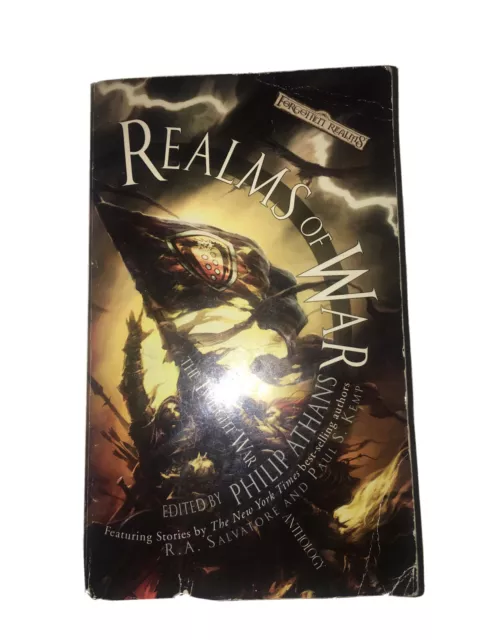 FORGOTTEN REALMS
REALMS OF WAR
THE
WAR
EDITED BY PHILIP ATHANS
Featuring Stories by The New York Times best-selling authors
R.A. SALVATORE AND PAUL S. KEMP
ANTHOLOGY